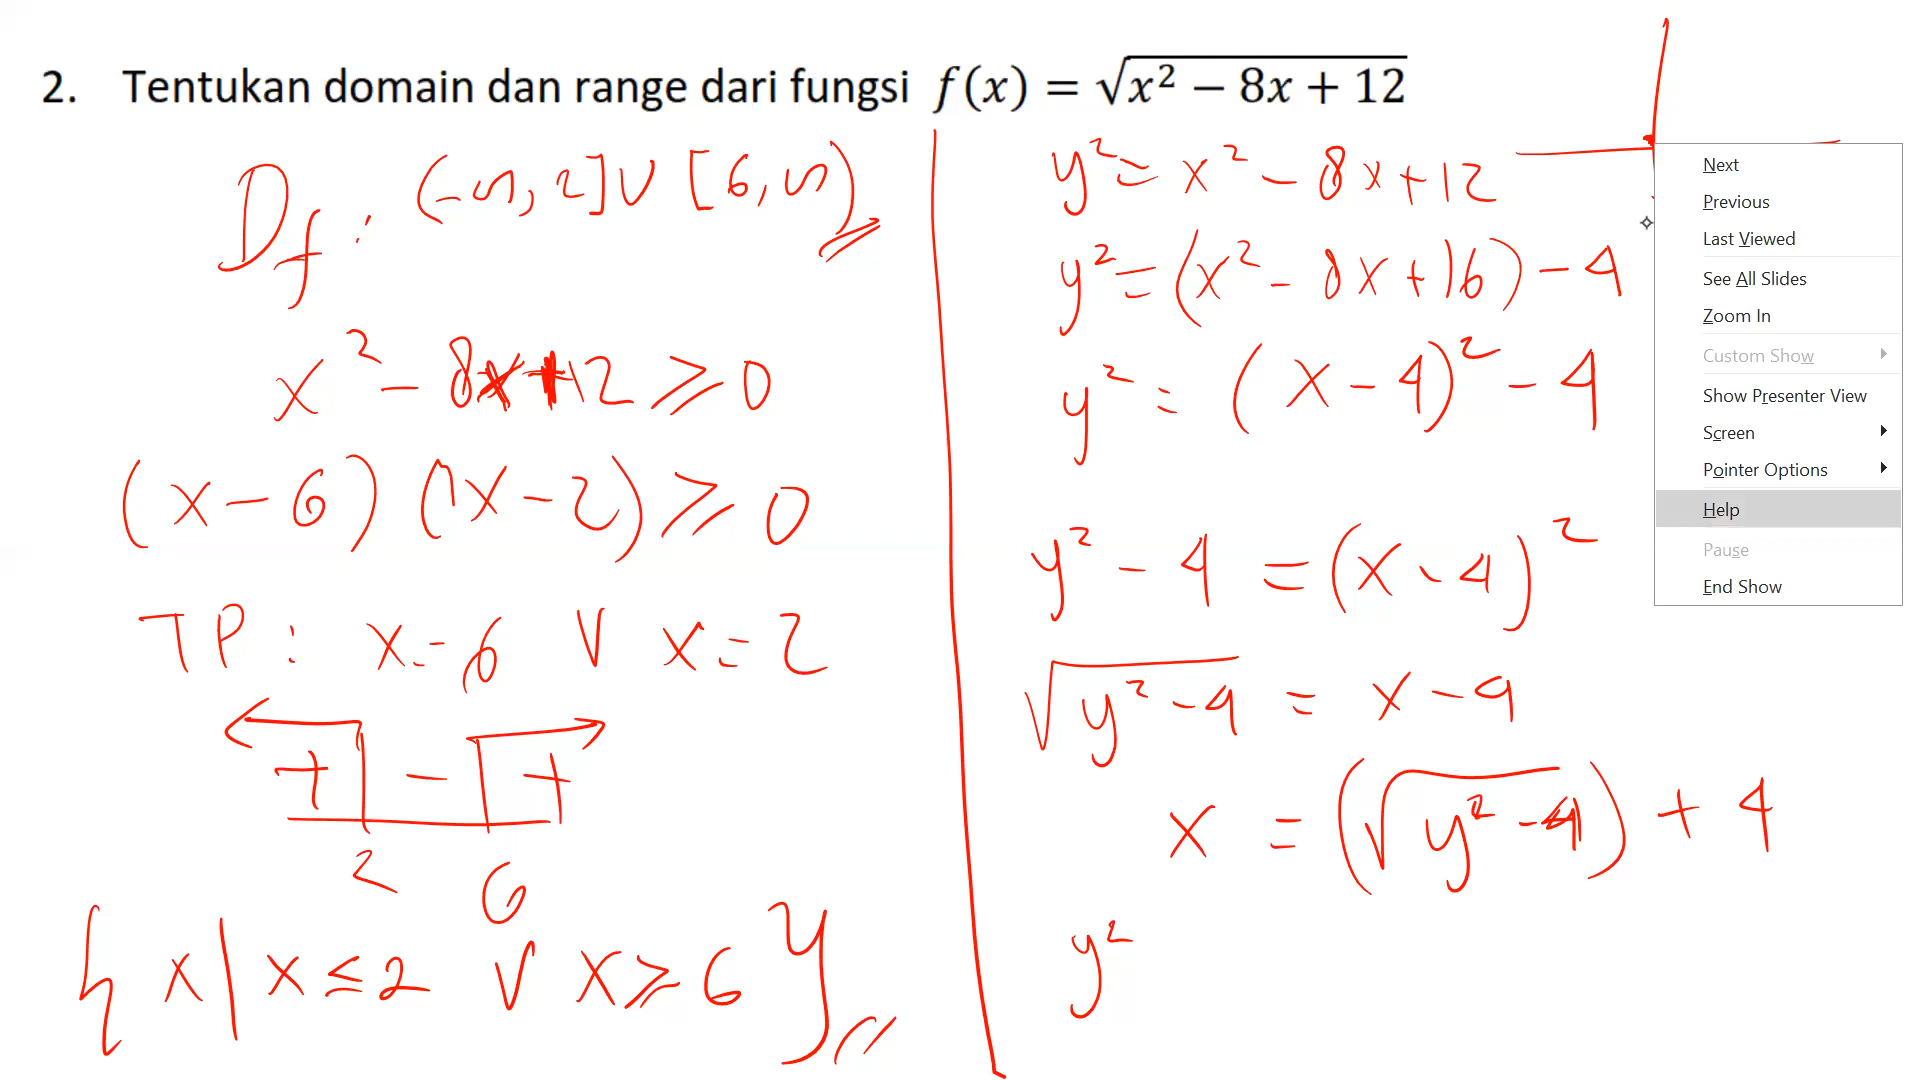 2. Tentukan domain dan range dari fungsi f(x) = √(x² − 8x + 12)
D_f : (-∞, 2] ∪ [6, ∞)
x² - 8x + 12 ≥ 0
(x - 6) (x - 2) ≥ 0
TP : x = 6 ∨ x = 2
+ - +
2 6
{ x | x ≤ 2 ∨ x ≥ 6 }
y² = x² - 8x + 12
y² = (x² - 8x + 16) - 4
y² = (x - 4)² - 4
y² - 4 = (x - 4)²
√(y² - 4) = x - 4
x = (√(y² - 4)) + 4
y²
Next
Previous
Last Viewed
See All Slides
Zoom In
Custom Show
Show Presenter View
Screen
Pointer Options
Help
Pause
End Show